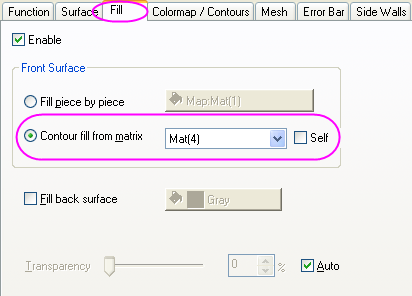 Function Surface Fill Colormap / Contours Mesh Error Bar Side Walls
Enable
Front Surface
Fill piece by piece Map:Mat(1)
Contour fill from matrix Mat(4) Self
Fill back surface Gray
Transparency 0 % Auto